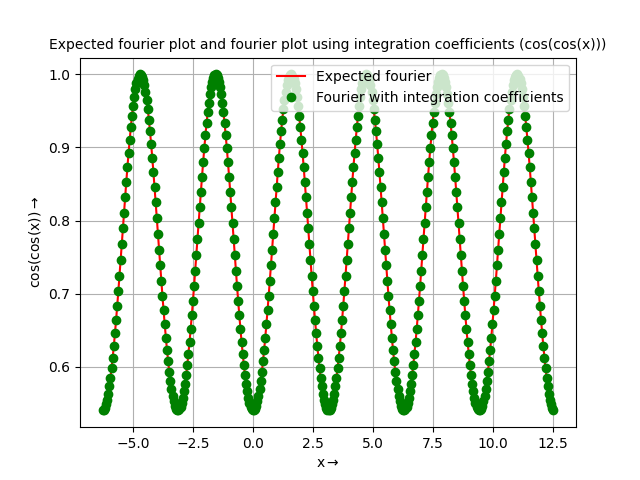 Expected fourier plot and fourier plot using integration coefficients (cos(cos(x)))
Expected fourier
Fourier with integration coefficients
cos(cos(x)) →
1.0
0.9
0.8
0.7
0.6
−5.0 −2.5 0.0 2.5 5.0 7.5 10.0 12.5
x →